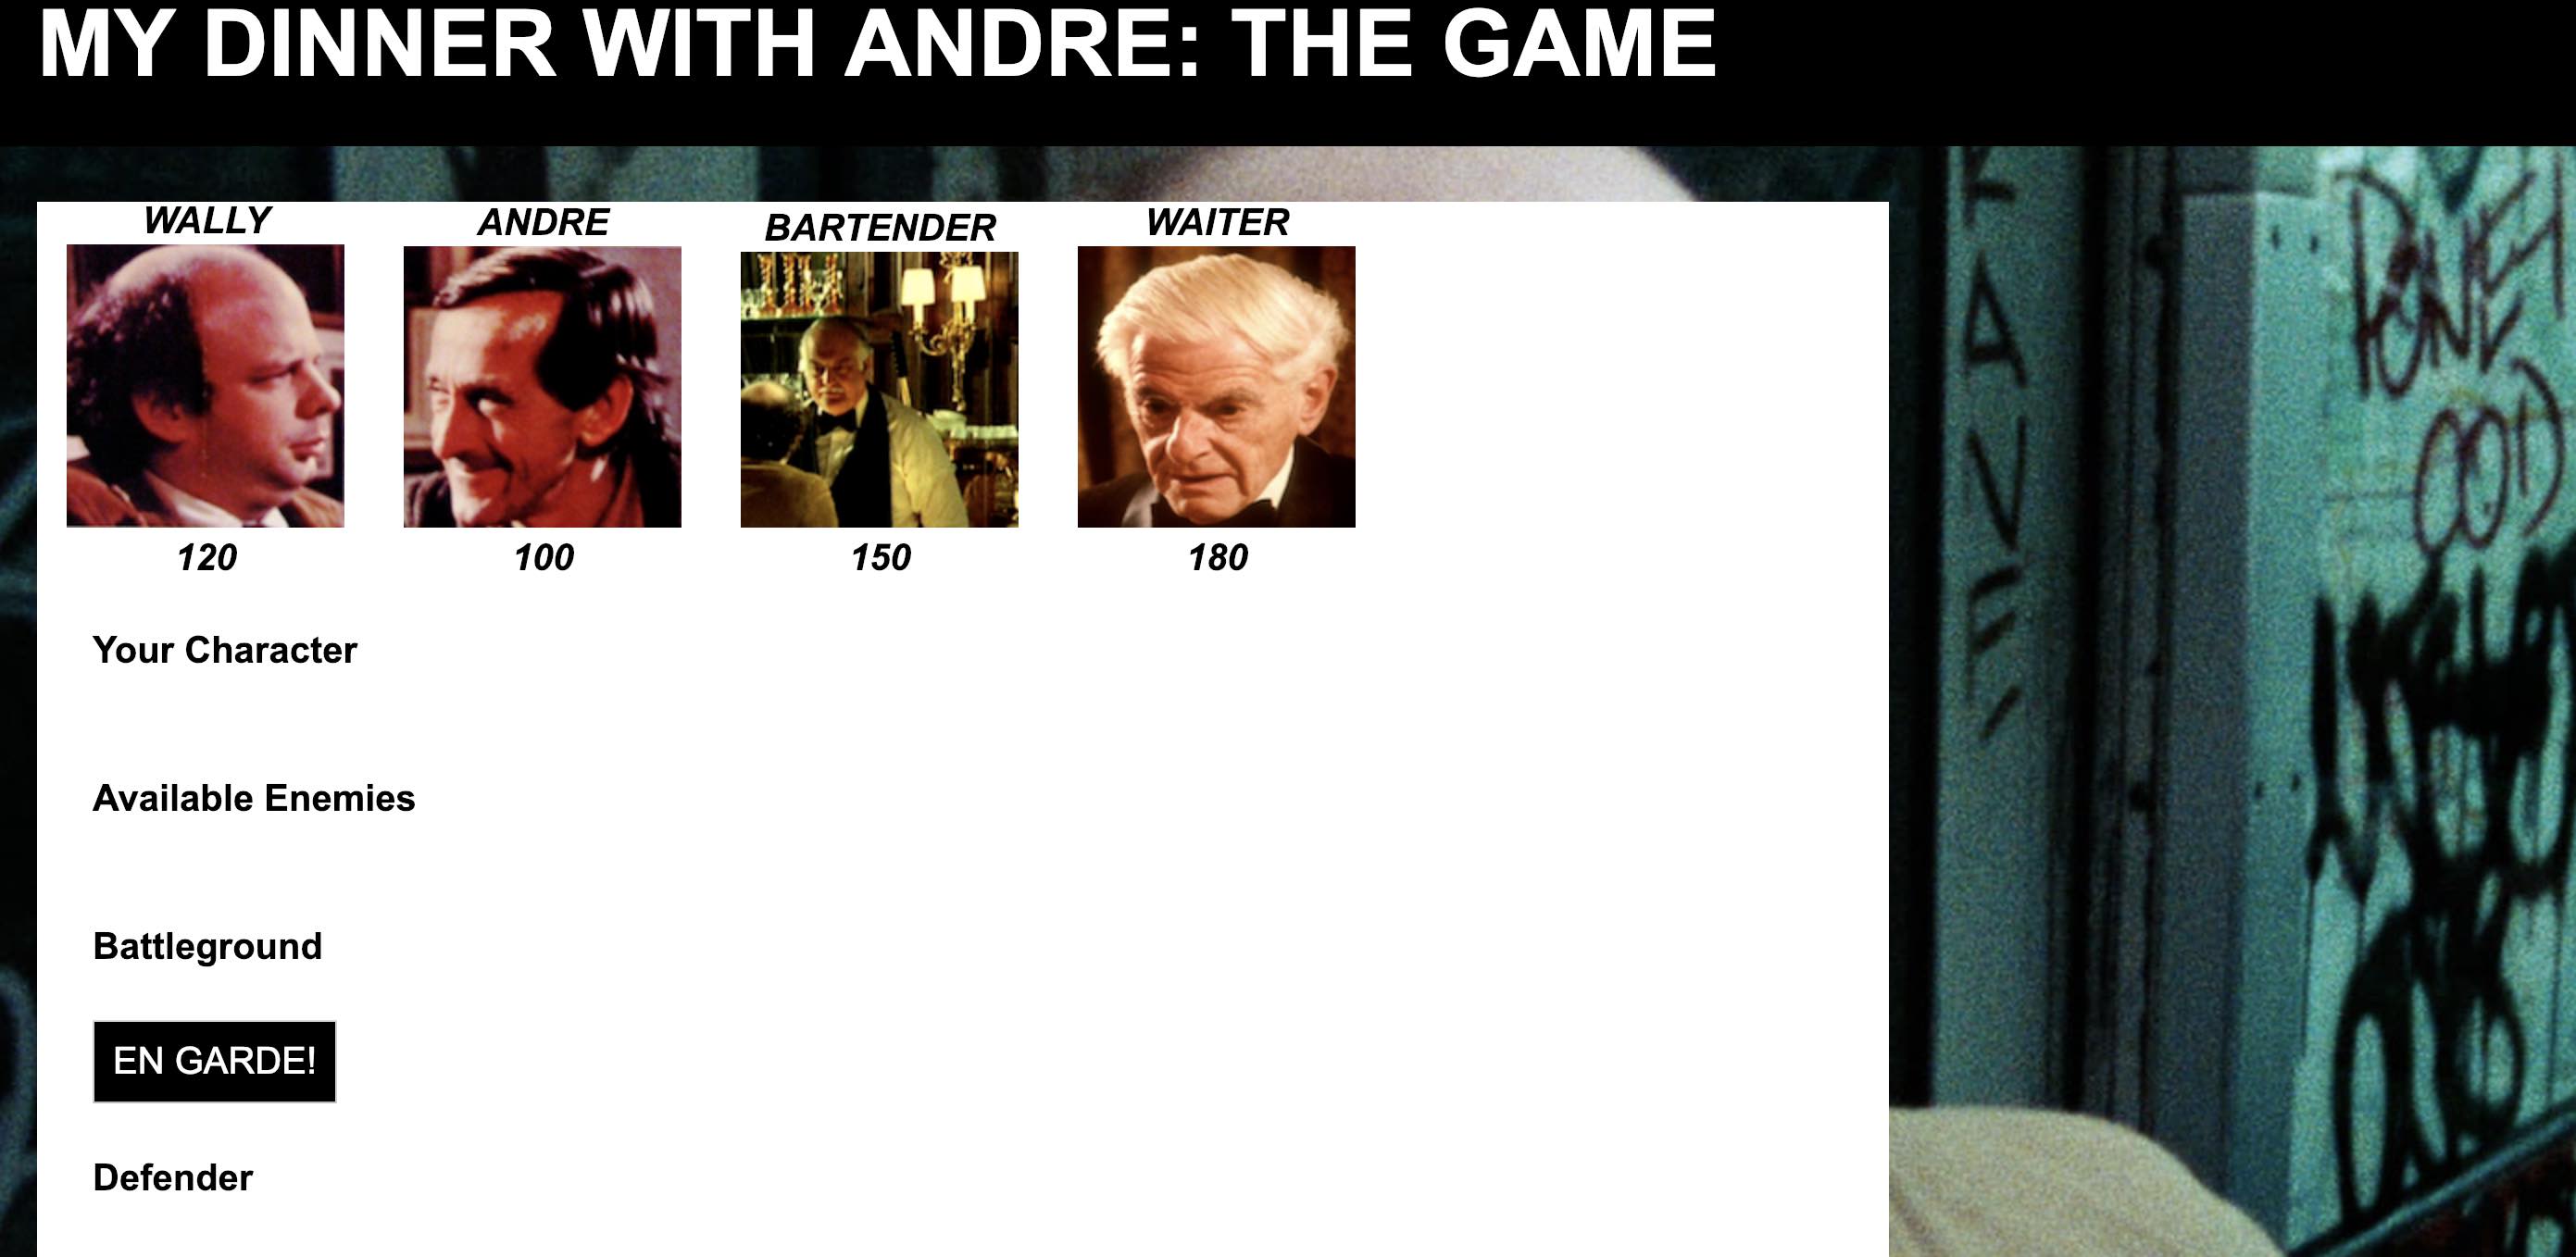 MY DINNER WITH ANDRE: THE GAME
WALLY ANDRE BARTENDER WAITER
120 100 150 180
Your Character
Available Enemies
Battleground
EN GARDE!
Defender